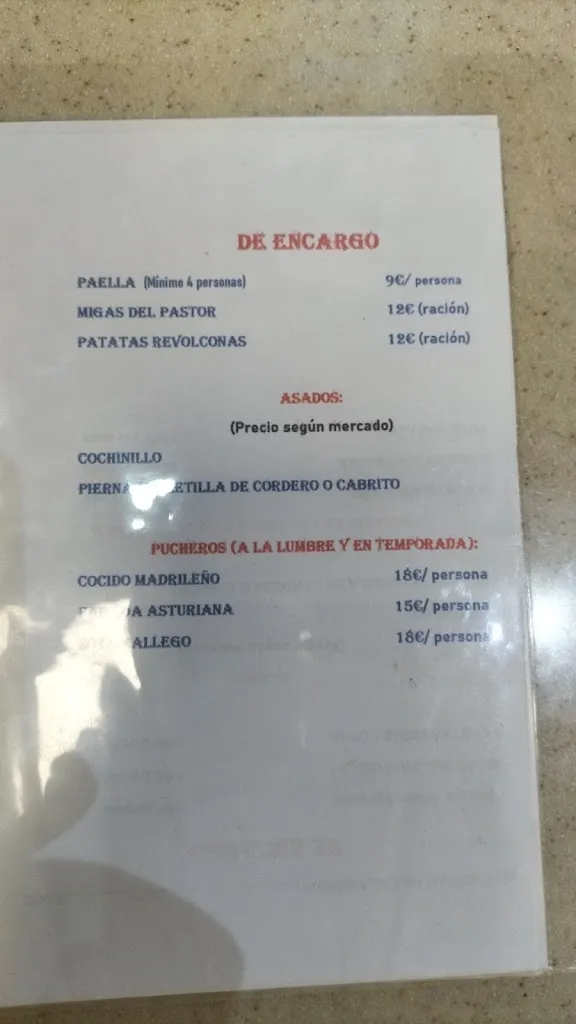 DE ENCARGO
PAELLA (Mínimo 4 personas) 9€/ persona
MIGAS DEL PASTOR 12€ (ración)
PATATAS REVOLCONAS 12€ (ración)
ASADOS:
(Precio según mercado)
COCHINILLO
DE CORDERO O CABRITO
PUCHEROS (A LA LUMBRE Y EN TEMPORADA):
COCIDO MADRILEÑO 18€/ persona
ASTURIANA 15€/ persona
18€/ persona